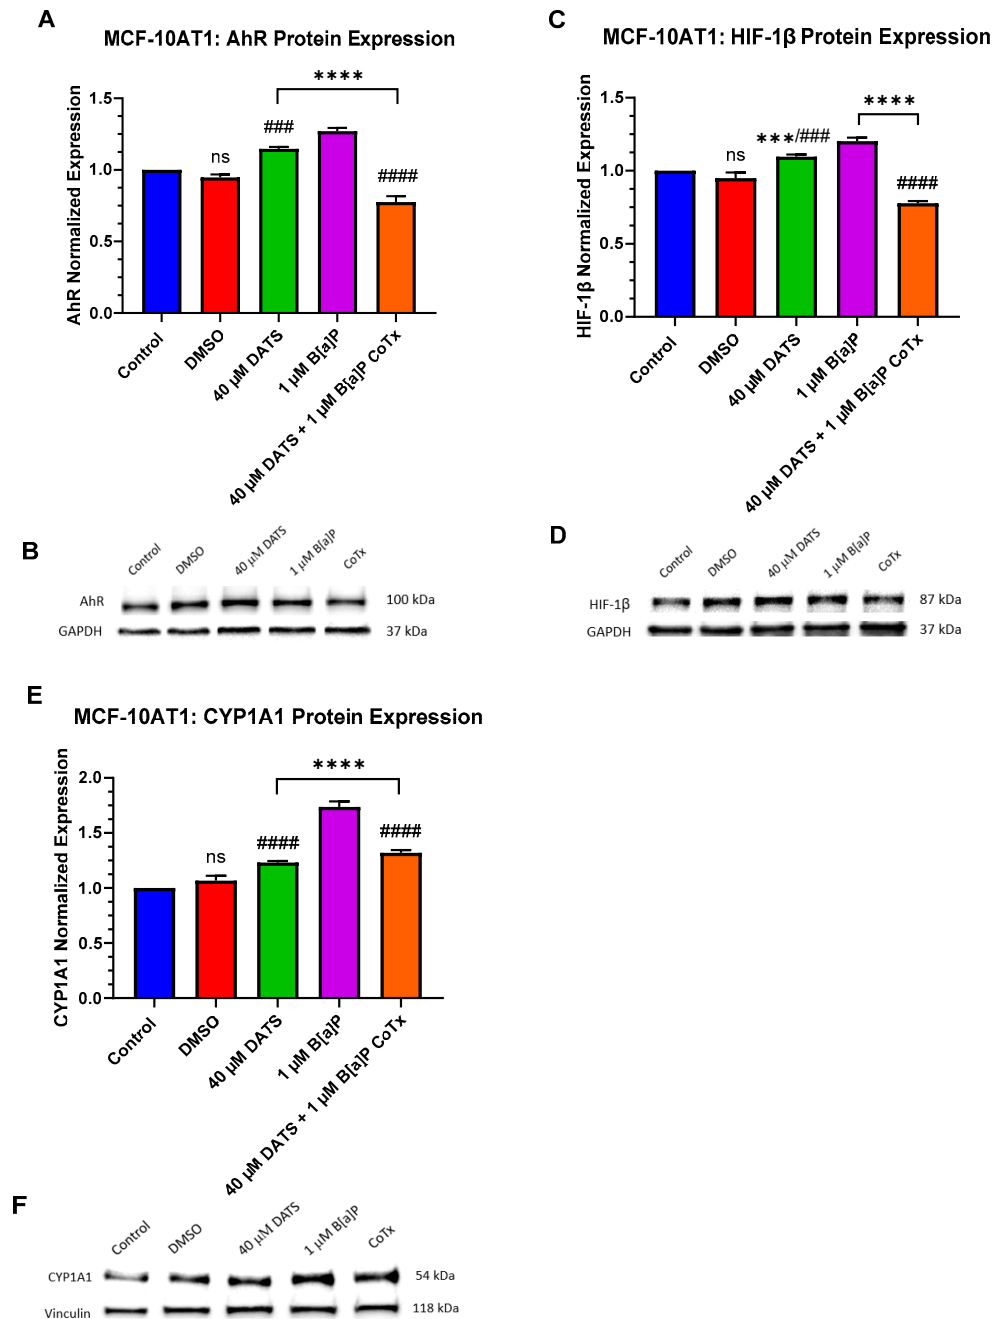 A
MCF-10AT1: AhR Protein Expression
AhR Normalized Expression
1.5
1.0
0.5
0.0
****
ns
###
####
Control
DMSO
40 µM DATS
1 µM B[a]P
40 µM DATS + 1 µM B[a]P CoTx
C
MCF-10AT1: HIF-1β Protein Expression
HIF-1β Normalized Expression
1.5
1.0
0.5
0.0
****
ns
***/###
####
Control
DMSO
40 µM DATS
1 µM B[a]P
40 µM DATS + 1 µM B[a]P CoTx
B
Control
DMSO
40 µM DATS
1 µM B[a]P
CoTx
AhR
100 kDa
GAPDH
37 kDa
D
Control
DMSO
40 µM DATS
1 µM B[a]P
CoTx
HIF-1β
87 kDa
GAPDH
37 kDa
E
MCF-10AT1: CYP1A1 Protein Expression
CYP1A1 Normalized Expression
2.0
1.5
1.0
0.5
0.0
****
ns
####
####
Control
DMSO
40 µM DATS
1 µM B[a]P
40 µM DATS + 1 µM B[a]P CoTx
F
Control
DMSO
40 µM DATS
1 µM B[a]P
CoTx
CYP1A1
54 kDa
Vinculin
118 kDa